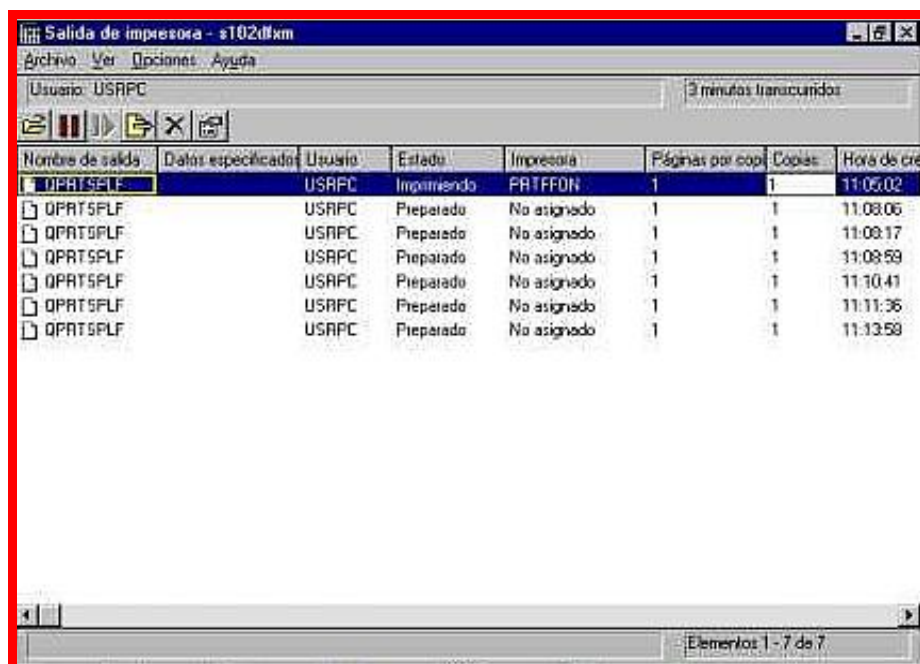 Salida de impresora - s102dfxm
Archivo Ver Opciones Ayuda
Usuario: USRPC 3 minutos transcurridos
Nombre de salida Datos especificados Usuario Estado Impresora Páginas por copi Copias Hora de cre
QPRTSPLF USRPC Imprimiendo PRTFFON 1 1 11:05:02
QPRTSPLF USRPC Preparado No asignado 1 1 11:08:06
QPRTSPLF USRPC Preparado No asignado 1 1 11:08:17
QPRTSPLF USRPC Preparado No asignado 1 1 11:08:59
QPRTSPLF USRPC Preparado No asignado 1 1 11:10:41
QPRTSPLF USRPC Preparado No asignado 1 1 11:11:36
QPRTSPLF USRPC Preparado No asignado 1 1 11:13:58
Elementos 1 - 7 de 7